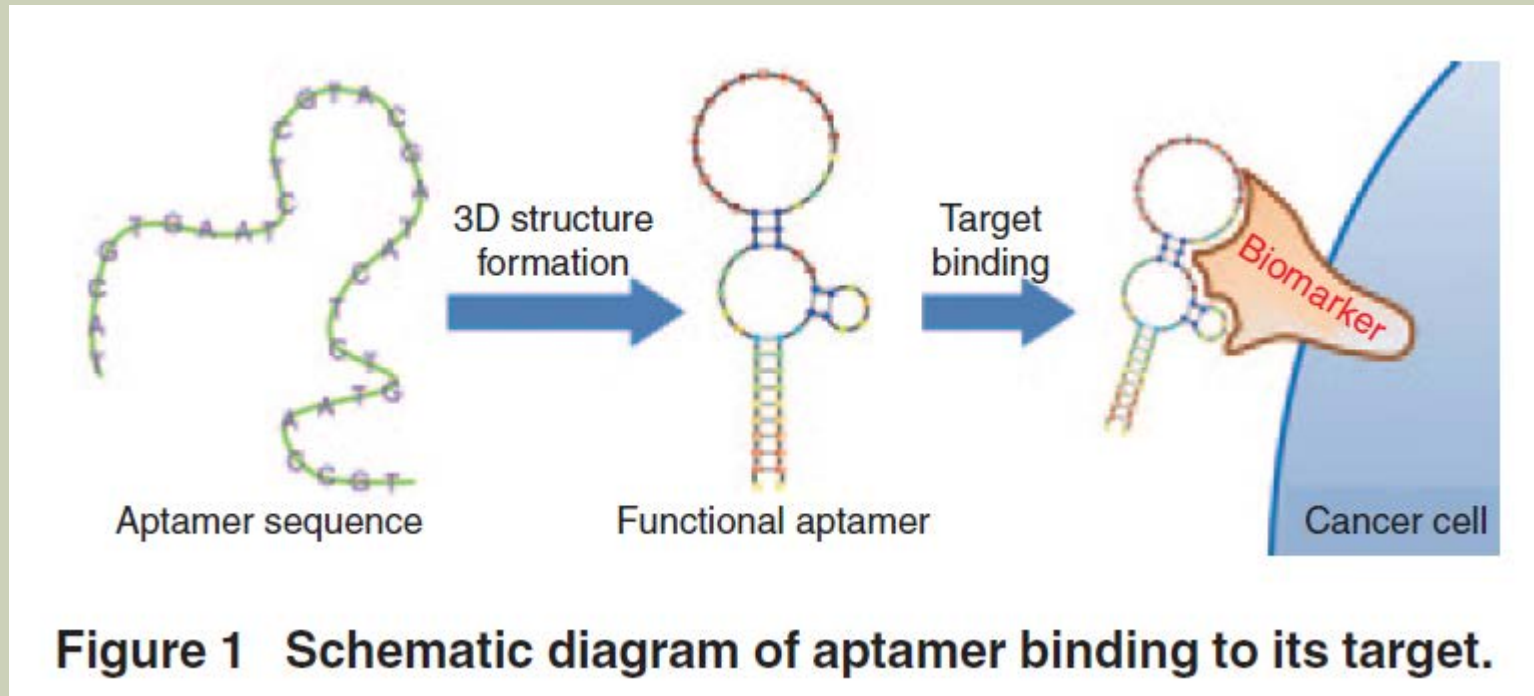 3D structure
formation
Target
binding
Biomarker
Aptamer sequence
Functional aptamer
Cancer cell
Figure 1 Schematic diagram of aptamer binding to its target.